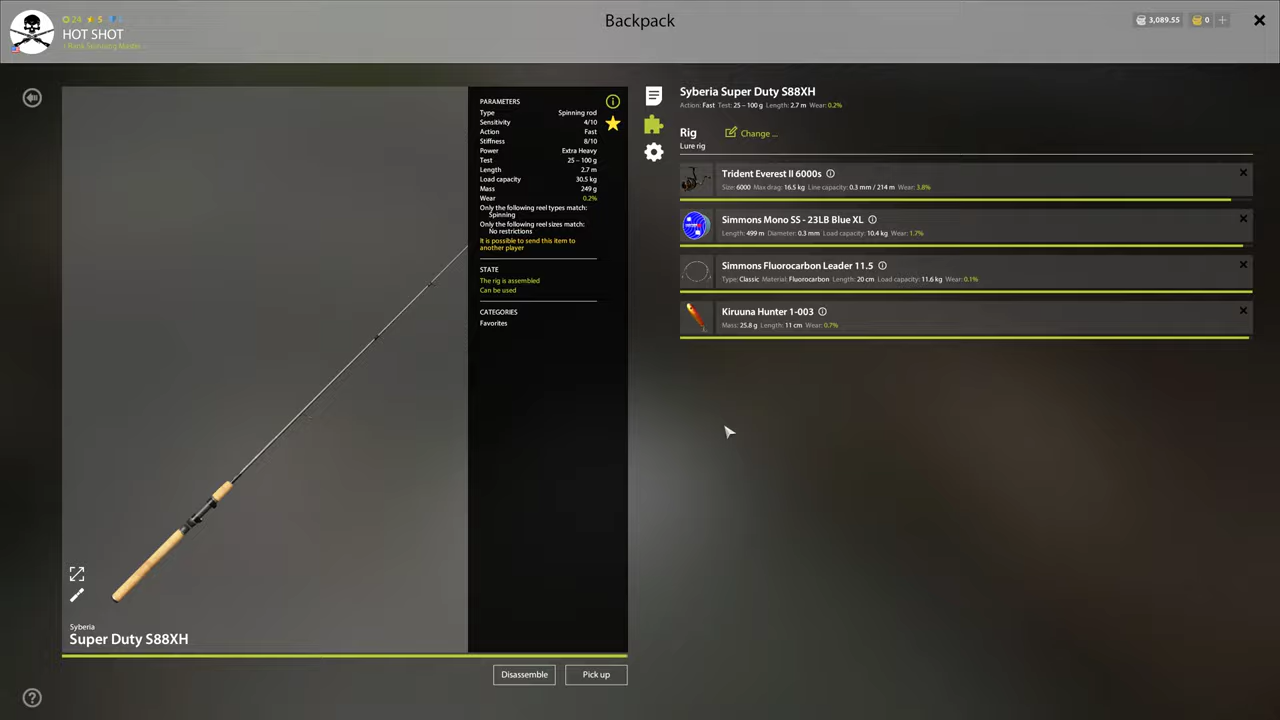 24 5
HOT SHOT
Backpack
3,089.55 0
PARAMETERS
Type Spinning rod
Sensitivity 4/10
Action Fast
Stiffness 8/10
Power Extra Heavy
Test 25 – 100 g
Length 2.7 m
Load capacity 30.5 kg
Mass 249 g
Wear 0.2%
Only the following reel types match:
Spinning
Only the following reel sizes match:
No restrictions
It is possible to send this item to
another player
STATE
The rig is assembled
Can be used
CATEGORIES
Favorites
Syberia
Super Duty S88XH
Disassemble Pick up
Syberia Super Duty S88XH
Action: Fast Test: 25 – 100 g Length: 2.7 m Wear: 0.2%
Rig Change ...
Lure rig
Trident Everest II 6000s
Size: 6000 Max drag: 16.5 kg Line capacity: 0.3 mm / 214 m Wear: 3.8%
Simmons Mono SS - 23LB Blue XL
Length: 499 m Diameter: 0.3 mm Load capacity: 10.4 kg Wear: 1.7%
Simmons Fluorocarbon Leader 11.5
Type: Classic Material: Fluorocarbon Length: 20 cm Load capacity: 11.6 kg Wear: 0.1%
Kiruuna Hunter 1-003
Mass: 25.8 g Length: 11 cm Wear: 0.7%